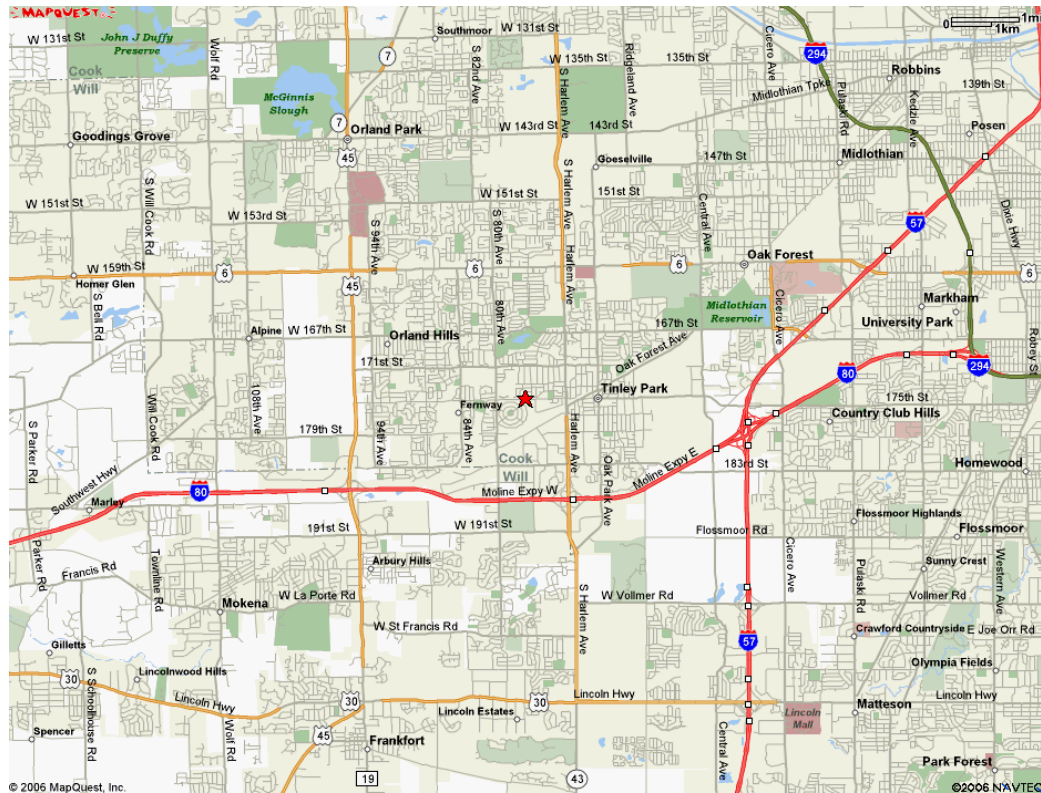 MAPQUEST.
W 131st St
John J Duffy
Preserve
Cook
Will
Wolf Rd
7
Southmoor
S 82nd Ave
W 135th St
135th St
S Harlem Ave
Ridgeland Ave
Cicero Ave
W 131st St
294
0
1mi
1km
Robbins
Midlothian Tpke
139th St
Pulaski Rd
Kedzie Ave
McGinnis
Slough
Goodings Grove
7
Orland Park
45
W 143rd St
143rd St
Posen
Goeselville
147th St
Midlothian
S Will Cook Rd
W 151st St
W 153rd St
W 151st St
151st St
S Harlem Ave
S 94th Ave
S 80th Ave
Harlem Ave
Central Ave
57
Dixie Hwy
W 159th St
6
6
6
Oak Forest
6
Homer Glen
45
S Bell Rd
80th Ave
Midlothian
Reservoir
Cicero Ave
Markham
University Park
Alpine
W 167th St
Orland Hills
167th St
Oak Forest Ave
Robey St
171st St
80
294
108th Ave
Tinley Park
175th St
Fernway
Will Cook Rd
94th Ave
84th Ave
Country Club Hills
179th St
Harlem Ave
S Parker Rd
Cook
Will
183rd St
Homewood
Southwest Hwy
Oak Park Ave
Moline Expy E
80
Moline Expy W
Marley
191st St
W 191st St
Flossmoor Rd
Flossmoor Highlands
Flossmoor
Parker Rd
Townline Rd
Francis Rd
Arbury Hills
Cicero Ave
Pulaski Rd
Sunny Crest
Western Ave
W La Porte Rd
Mokena
S Harlem Ave
W Vollmer Rd
Vollmer Rd
W St Francis Rd
57
Crawford Countryside
E Joe Orr Rd
Gilletts
Lincolnwood Hills
Olympia Fields
30
S Schoolhouse Rd
Lincoln Hwy
30
30
Lincoln Hwy
Lincoln Hwy
Lincoln Estates
Lincoln
Mall
Matteson
Spencer
Wolf Rd
45
Frankfort
Central Ave
19
43
Park Forest
© 2006 MapQuest, Inc.
©2006 NAVTEQ